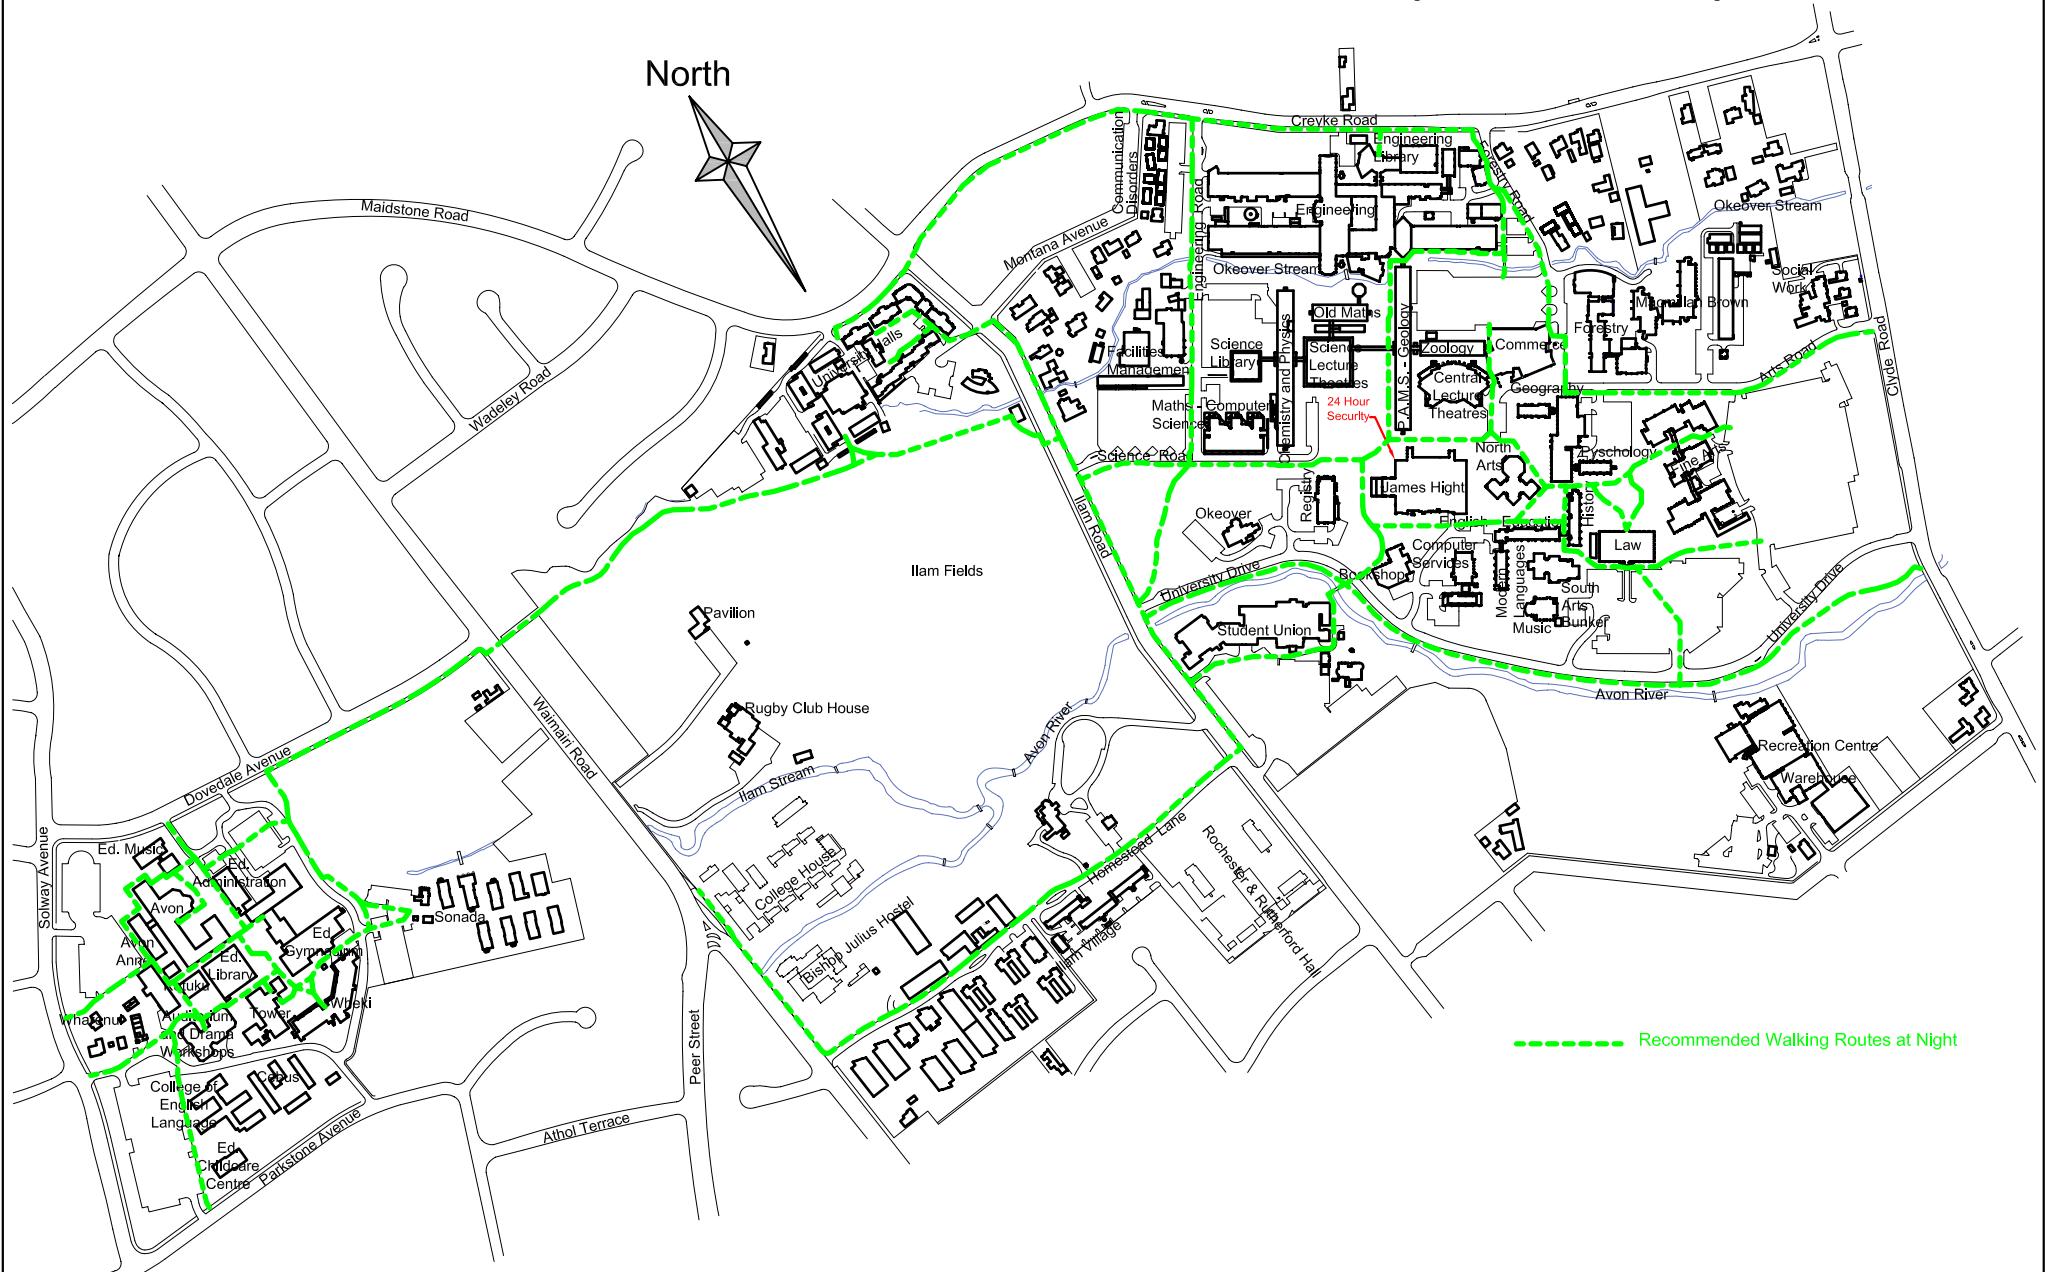 North
Creyke Road
Engineering
Library
Communication
Disorders
Forestry Road
Maidstone Road
Engineering Road
Okeover Stream
Engineering
Montana Avenue
Okeover Stream
Social
Work
Macmillan Brown
Old Maths
Forestry
University Halls
Facilities
Management
Science
Library
Chemistry and Physics
Science
Lecture
Theatres
P.A.M.S. - Geology
Zoology
Commerce
Arts Road
Clyde Road
Central
Lecture
Theatres
Geography
Wadeley Road
Maths - Computer
Science
24 Hour
Security
Science Road
North
Arts
Pyschology
Fine Arts
James Hight
Registry
History
Okeover
English
Law
Ilam Road
Computer
Services
Bookshop
Modern
Languages
Ilam Fields
University Drive
South
Arts
Bunker
Music
University Drive
Pavilion
Student Union
Avon River
Rugby Club House
Waimairi Road
Avon River
Recreation Centre
Warehouse
Dovedale Avenue
Ilam Stream
Homestead Lane
Rochester & Rutherford Hall
Solway Avenue
Ed. Music
Ed.
Administration
College House
Avon
Sonada
Bishop Julius Hostel
Ilam Village
Avon
Ed.
Gymnasium
Ed.
Library
Wheki
Tower
Auditorium
and Drama
Workshops
Peer Street
Recommended Walking Routes at Night
College of
English
Language
Cebus
Athol Terrace
Parkstone Avenue
Ed.
Childcare
Centre